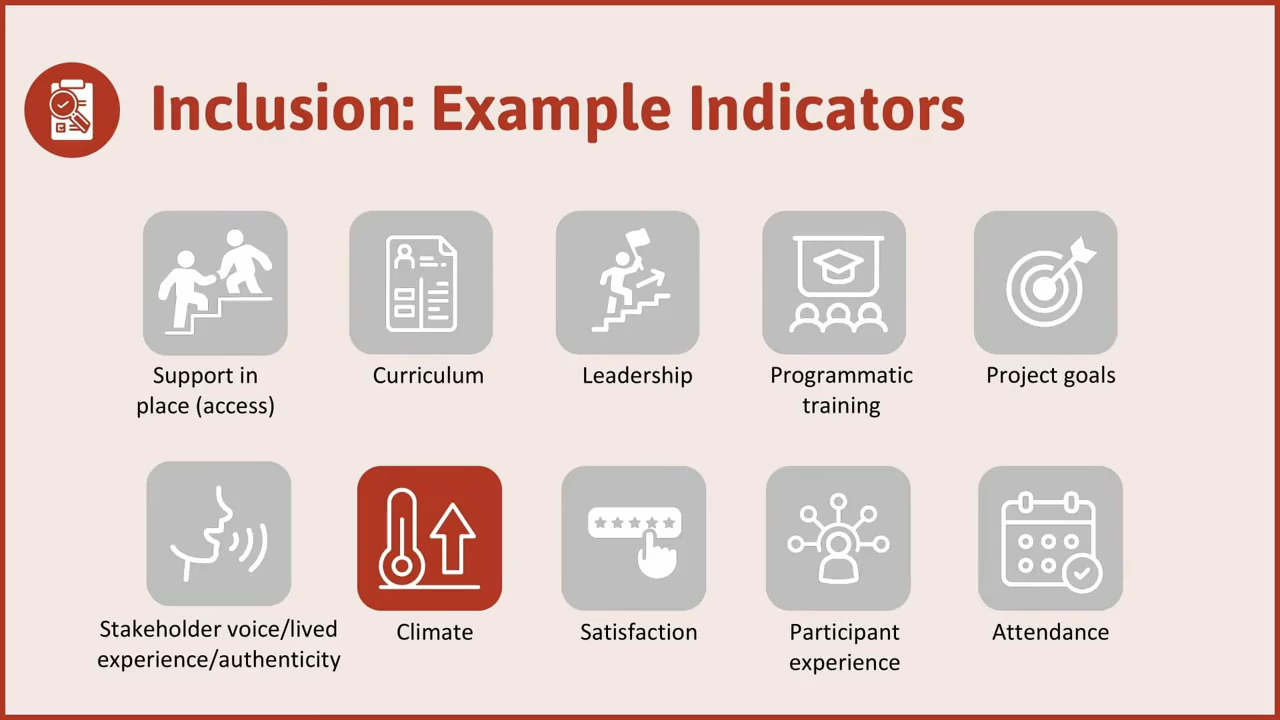 Inclusion: Example Indicators
Support in
place (access)
Curriculum
Leadership
Programmatic
training
Project goals
Stakeholder voice/lived
experience/authenticity
Climate
Satisfaction
Participant
experience
Attendance